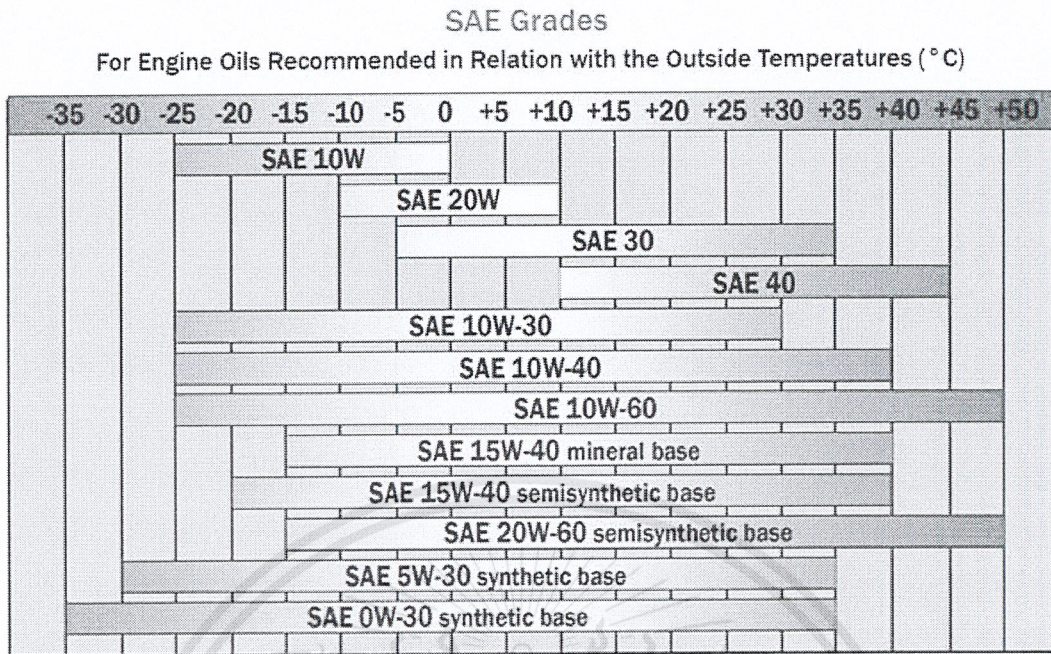 SAE Grades
For Engine Oils Recommended in Relation with the Outside Temperatures (°C)
-35 -30 -25 -20 -15 -10 -5 0 +5 +10 +15 +20 +25 +30 +35 +40 +45 +50
SAE 10W
SAE 20W
SAE 30
SAE 40
SAE 10W-30
SAE 10W-40
SAE 10W-60
SAE 15W-40 mineral base
SAE 15W-40 semisynthetic base
SAE 20W-60 semisynthetic base
SAE 5W-30 synthetic base
SAE 0W-30 synthetic base